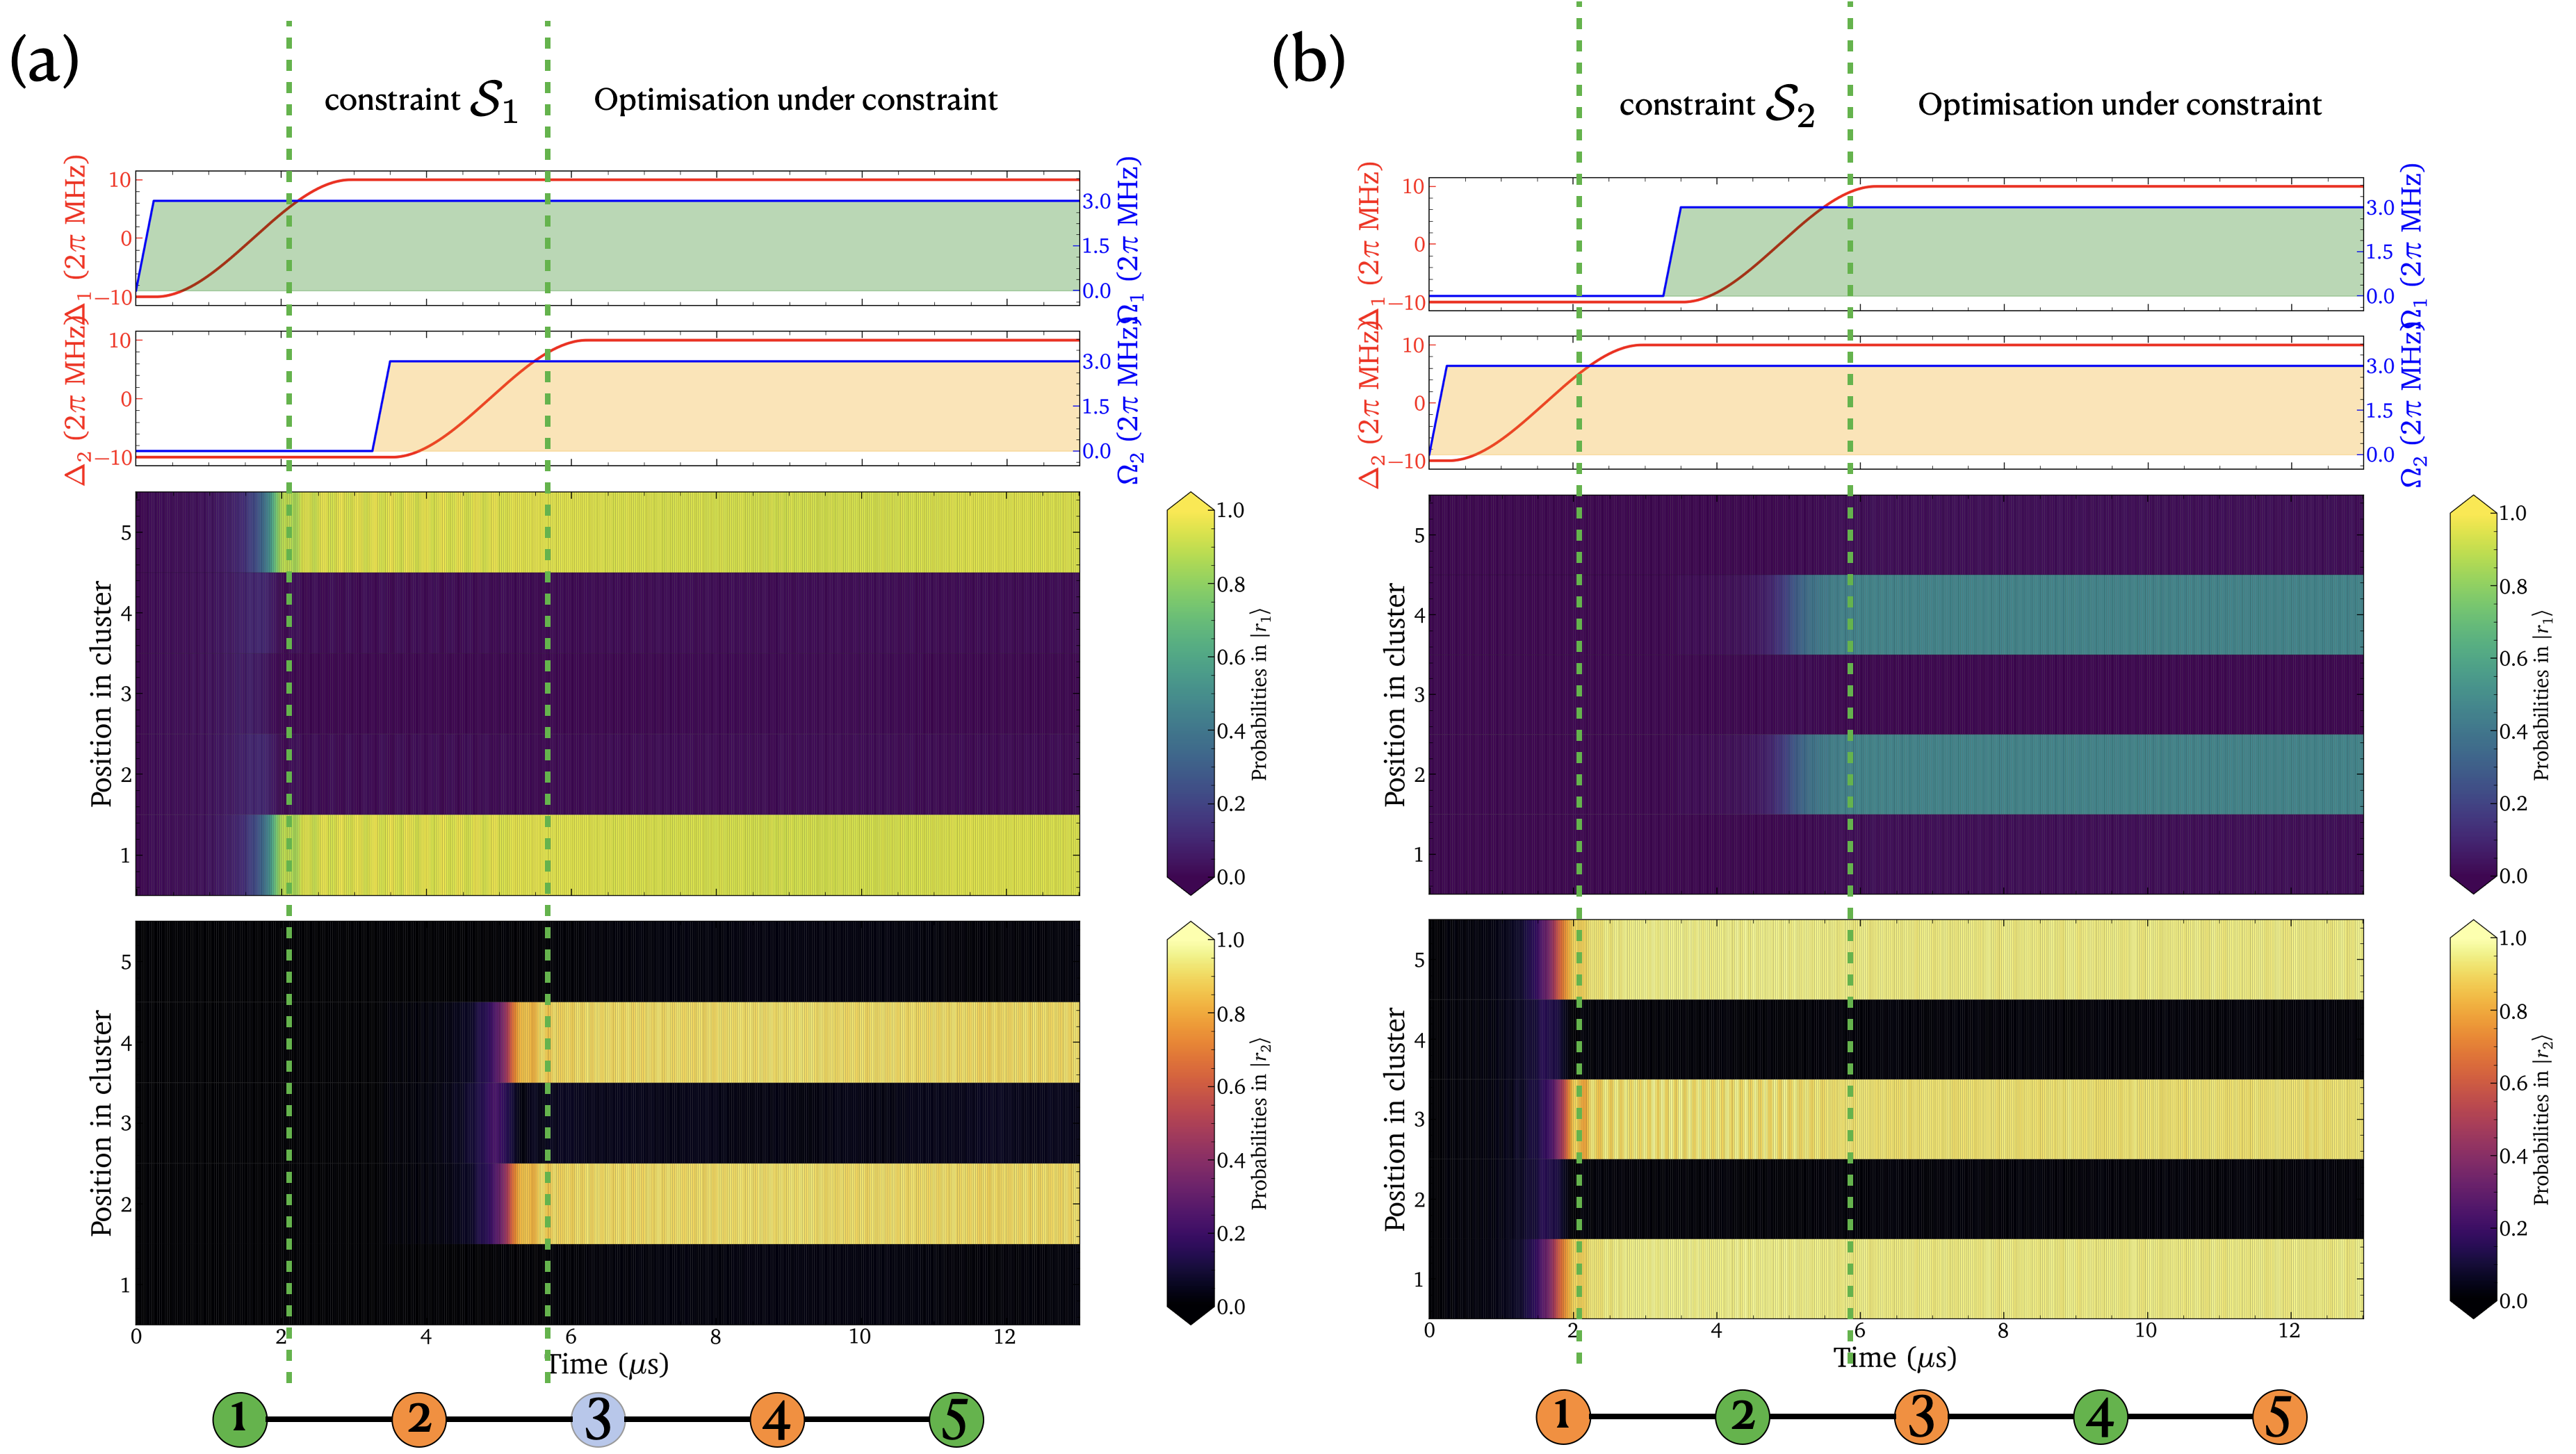 (a)
constraint 𝒮₁
Optimisation under constraint
Δ₁ (2π MHz)
10
0
−10
3.0
1.5
0.0
Ω₁ (2π MHz)
Δ₂ (2π MHz)
10
0
−10
3.0
1.5
0.0
Ω₂ (2π MHz)
Position in cluster
5
4
3
2
1
1.0
0.8
0.6
0.4
0.2
0.0
Probabilities in |r₁⟩
Position in cluster
5
4
3
2
1
1.0
0.8
0.6
0.4
0.2
0.0
Probabilities in |r₂⟩
0 2 4 6 8 10 12
Time (μs)
1 2 3 4 5
(b)
constraint 𝒮₂
Optimisation under constraint
Δ₁ (2π MHz)
10
0
−10
3.0
1.5
0.0
Ω₁ (2π MHz)
Δ₂ (2π MHz)
10
0
−10
3.0
1.5
0.0
Ω₂ (2π MHz)
Position in cluster
5
4
3
2
1
1.0
0.8
0.6
0.4
0.2
0.0
Probabilities in |r₁⟩
Position in cluster
5
4
3
2
1
1.0
0.8
0.6
0.4
0.2
0.0
Probabilities in |r₂⟩
0 2 4 6 8 10 12
Time (μs)
1 2 3 4 5